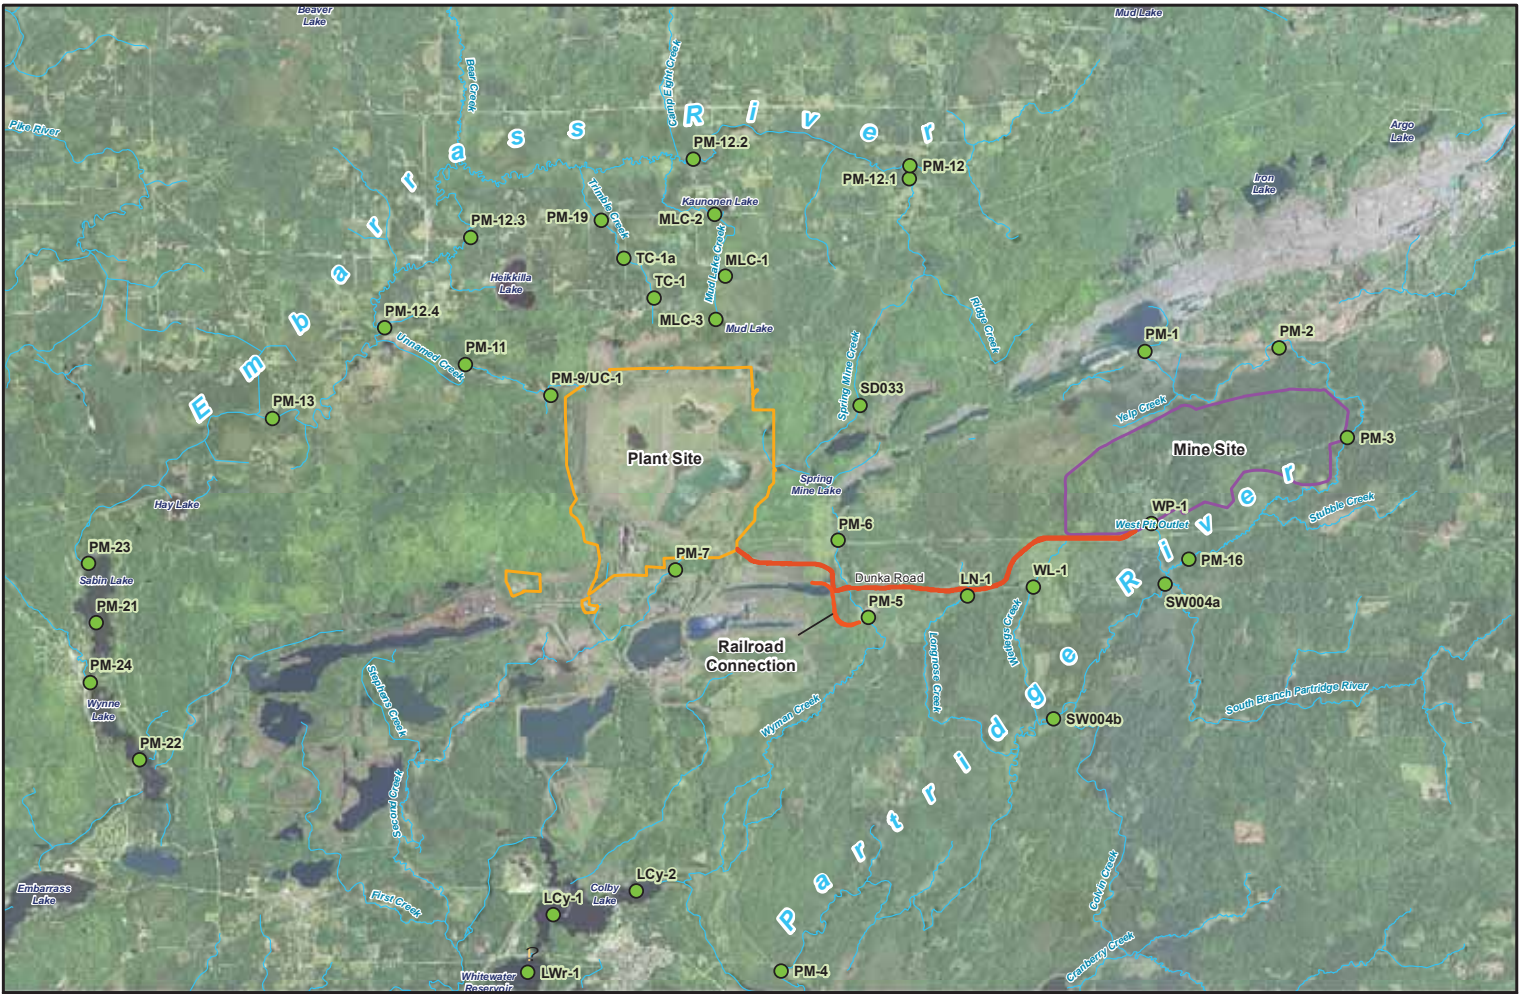 Beaver
Lake
Mud Lake
Bear Creek
Camp Eight Creek
Pike River
Embarrass River
Argo
Lake
Iron
Lake
PM-12.2
PM-12
PM-12.1
Trimble Creek
Kaunonen Lake
PM-19
MLC-2
PM-12.3
Mud Lake Creek
TC-1a
MLC-1
Heikkilla
Lake
TC-1
PM-12.4
MLC-3
Mud Lake
Ridge Creek
PM-1
PM-2
Unnamed Creek
PM-11
Spring Mine Creek
PM-9/UC-1
SD033
PM-13
Yelp Creek
PM-3
Plant Site
Mine Site
Spring
Mine Lake
Hay Lake
WP-1
West Pit Outlet
Stubble Creek
PM-6
PM-23
PM-7
PM-16
Sabin Lake
Dunka Road
LN-1
WL-1
SW004a
PM-21
PM-5
Railroad
Connection
Wetlegs Creek
Longnose Creek
PM-24
Stephens Creek
Wynne
Lake
South Branch Partridge River
Wyman Creek
SW004b
PM-22
Partridge River
Second Creek
Colvin Creek
Embarrass
Lake
First Creek
LCy-2
Colby
Lake
LCy-1
Cranberry Creek
LWr-1
Whitewater
Reservoir
PM-4